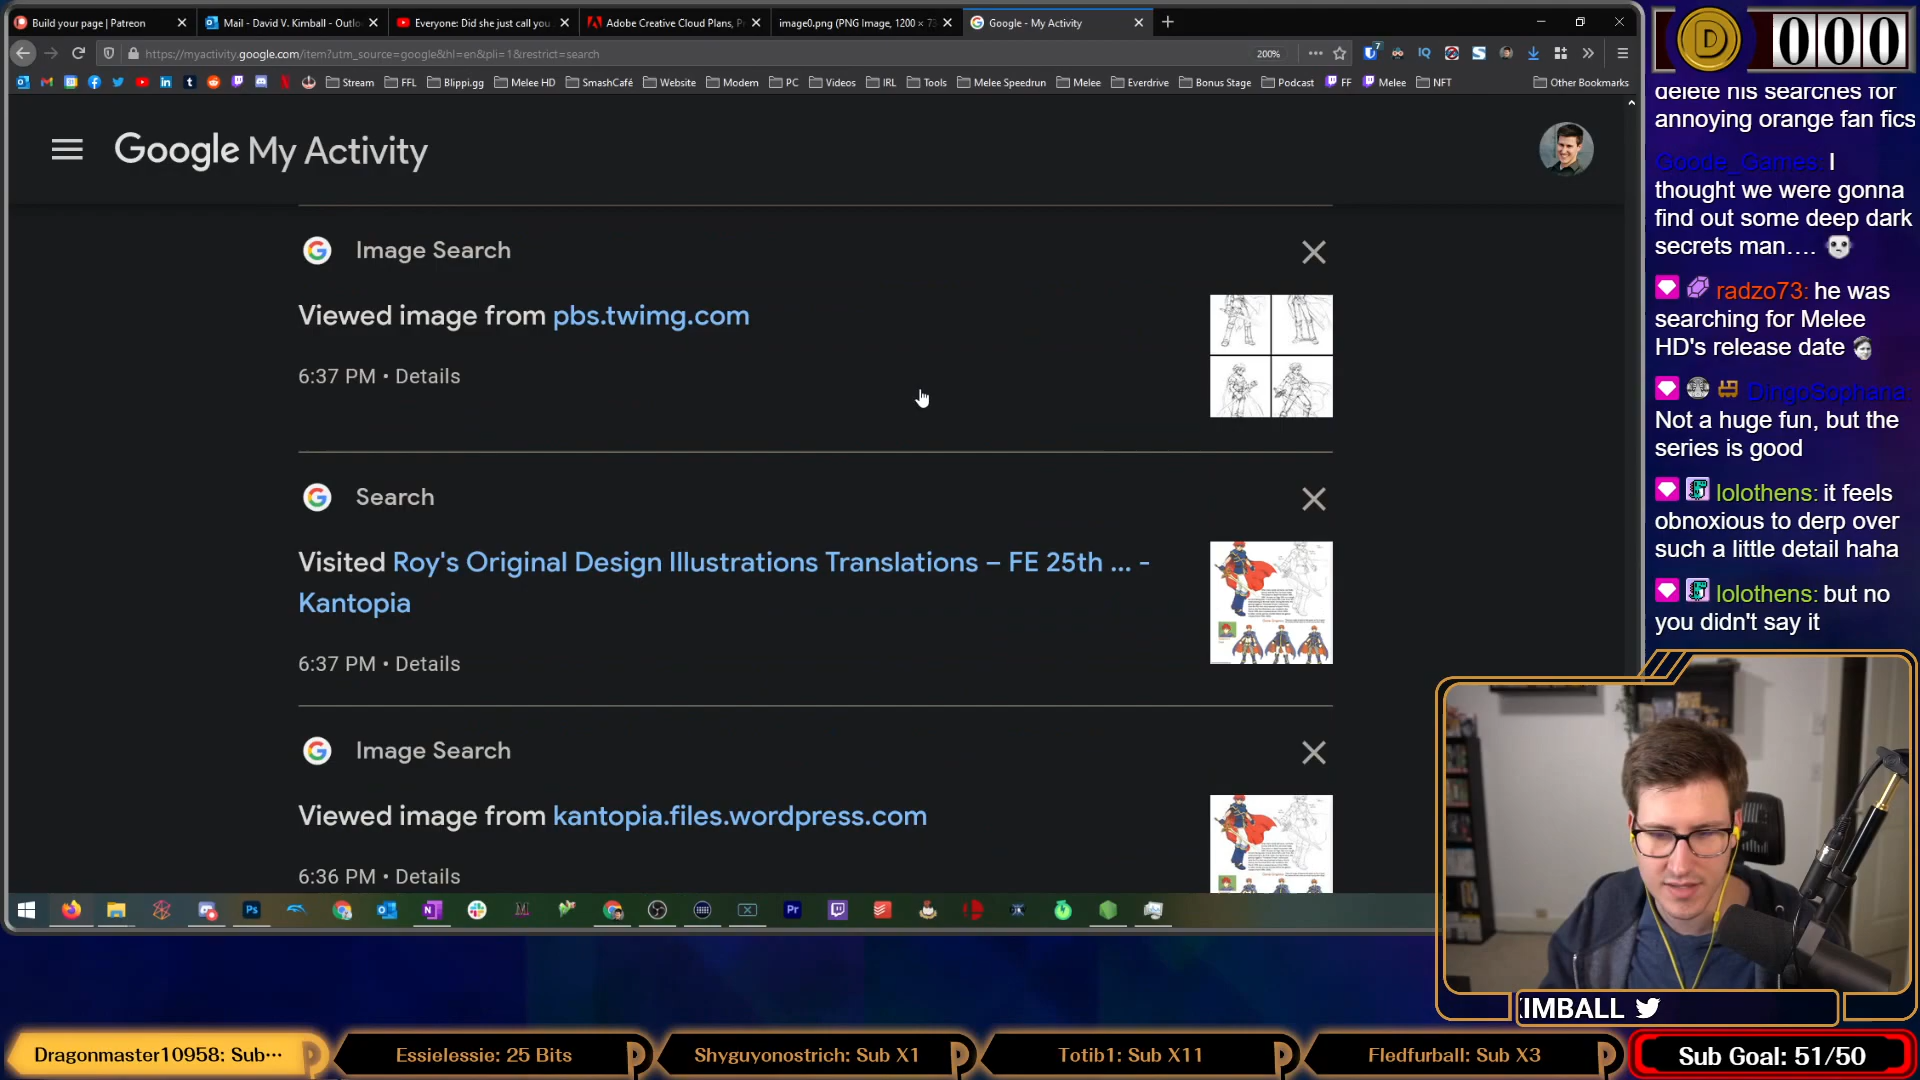 Build your page | Patreon
Mail - David V. Kimball - Outlo
Everyone: Did she just call you
Adobe Creative Cloud Plans, P
image0.png (PNG Image, 1200 × 73
Google - My Activity
https://myactivity.google.com/item?utm_source=google&hl=en&pli=1&restrict=search
200%
7
Stream
FFL
Blippi.gg
Melee HD
SmashCafé
Website
Modem
PC
Videos
IRL
Tools
Melee Speedrun
Melee
Everdrive
Bonus Stage
Podcast
FF
Melee
NFT
Other Bookmarks
Google My Activity
Image Search
Viewed image from pbs.twimg.com
6:37 PM • Details
Search
Visited Roy's Original Design Illustrations Translations – FE 25th ... -
Kantopia
6:37 PM • Details
Image Search
Viewed image from kantopia.files.wordpress.com
6:36 PM • Details
D 000
delete his searches for
annoying orange fan fics
Goode_Games: I
thought we were gonna
find out some deep dark
secrets man....
radzo73: he was
searching for Melee
HD's release date
DingoSophana:
Not a huge fun, but the
series is good
lolothens: it feels
obnoxious to derp over
such a little detail haha
lolothens: but no
you didn't say it
KIMBALL
Dragonmaster10958: Sub...
Essielessie: 25 Bits
Shyguyonostrich: Sub X1
Totib1: Sub X11
Fledfurball: Sub X3
Sub Goal: 51/50